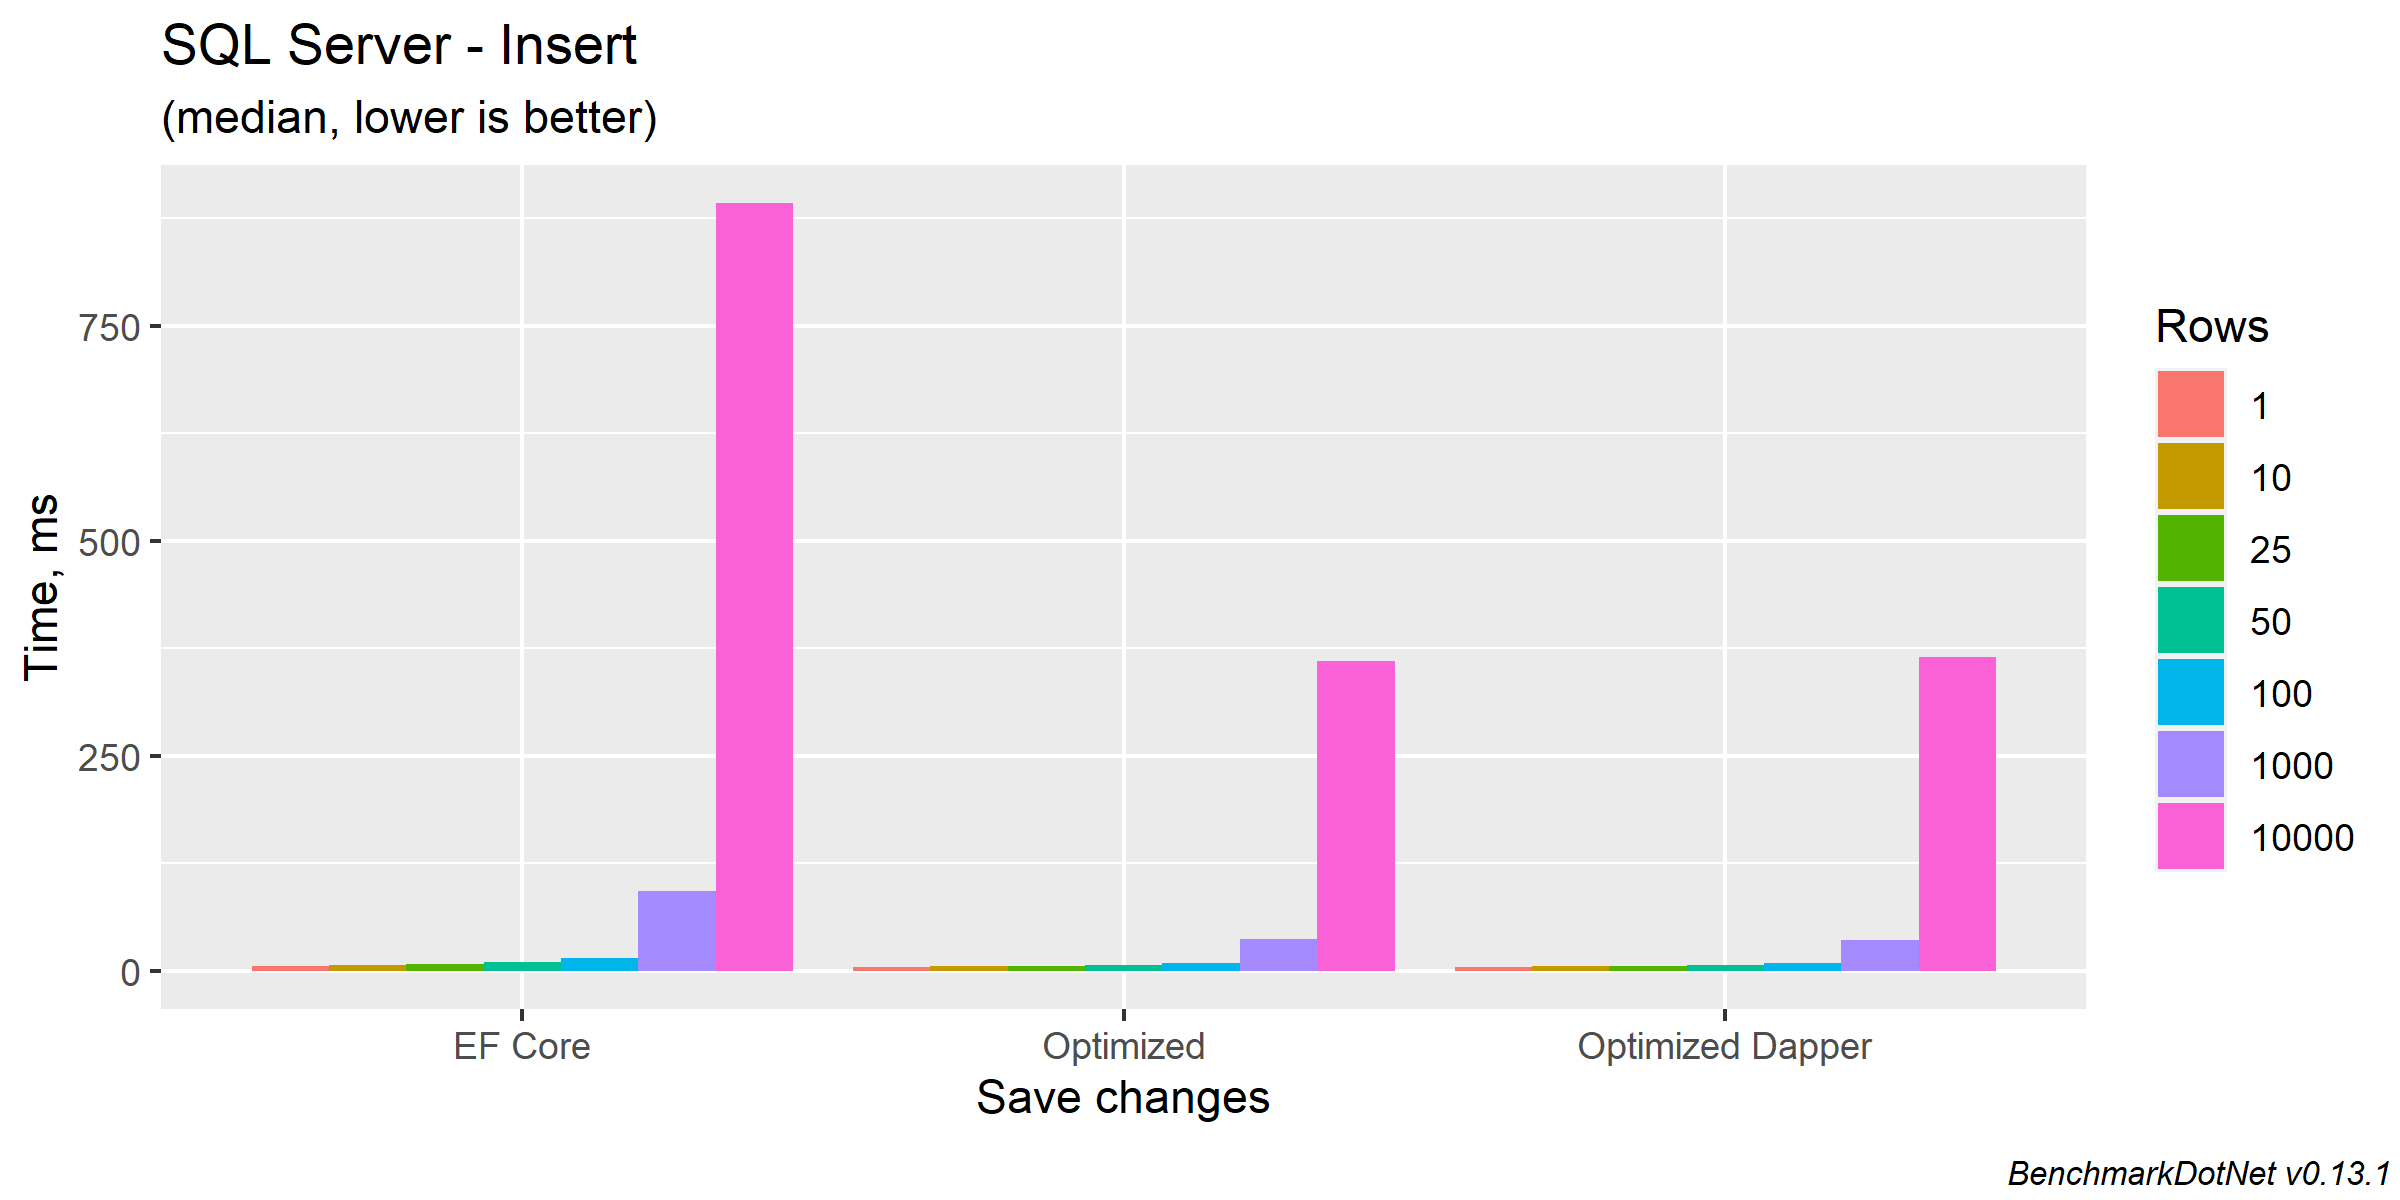 SQL Server - Insert
(median, lower is better)
Time, ms
750
500
250
0
EF Core
Optimized
Optimized Dapper
Save changes
Rows
1
10
25
50
100
1000
10000
BenchmarkDotNet v0.13.1